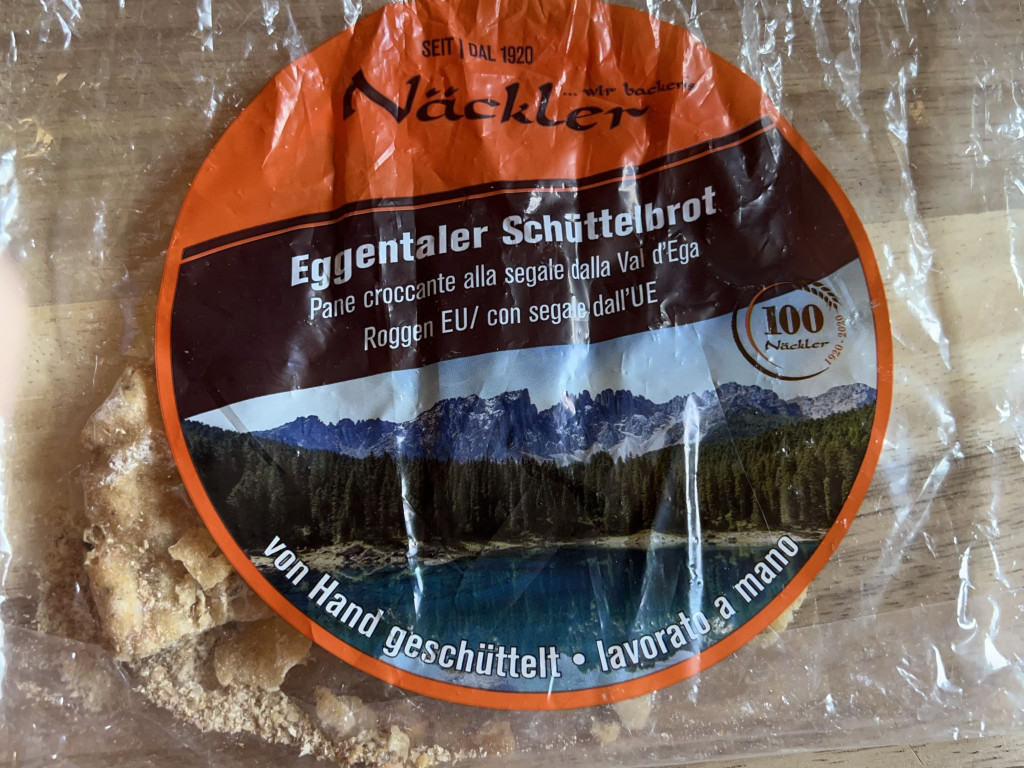 SEIT | DAL 1920
Näckler
... wir backen's
Eggentaler Schüttelbrot
Pane croccante alla segale dalla Val d'Ega
Roggen EU/ con segale dall'UE
100
Näckler
1920 - 2020
von Hand geschüttelt • lavorato a mano